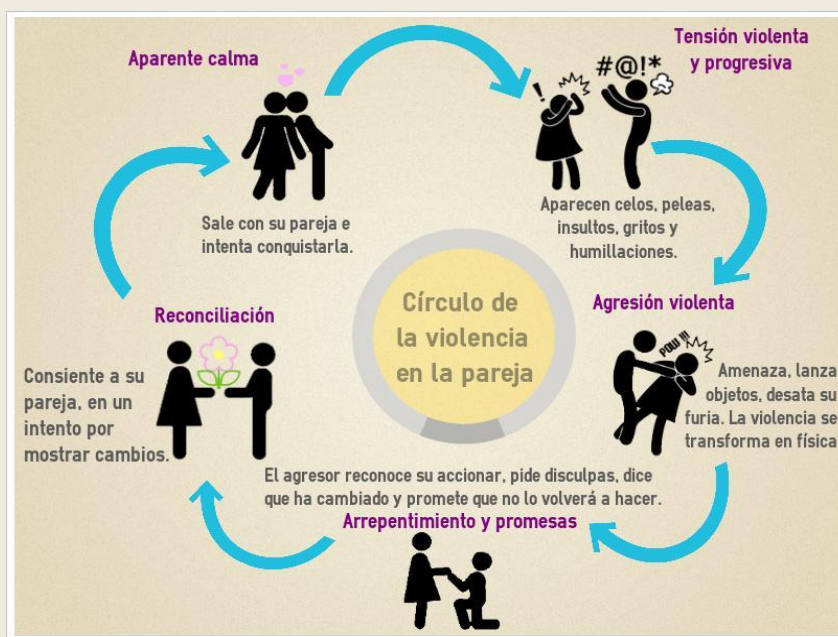 Aparente calma
Sale con su pareja e
intenta conquistarla.
Tensión violenta
y progresiva
!
#@!*
Aparecen celos, peleas,
insultos, gritos y
humillaciones.
Agresión violenta
POW !!!
Amenaza, lanza
objetos, desata su
furia. La violencia se
transforma en física
El agresor reconoce su accionar, pide disculpas, dice
que ha cambiado y promete que no lo volverá a hacer.
Arrepentimiento y promesas
Reconciliación
Consiente a su
pareja, en un
intento por
mostrar cambios.
Círculo de
la violencia
en la pareja